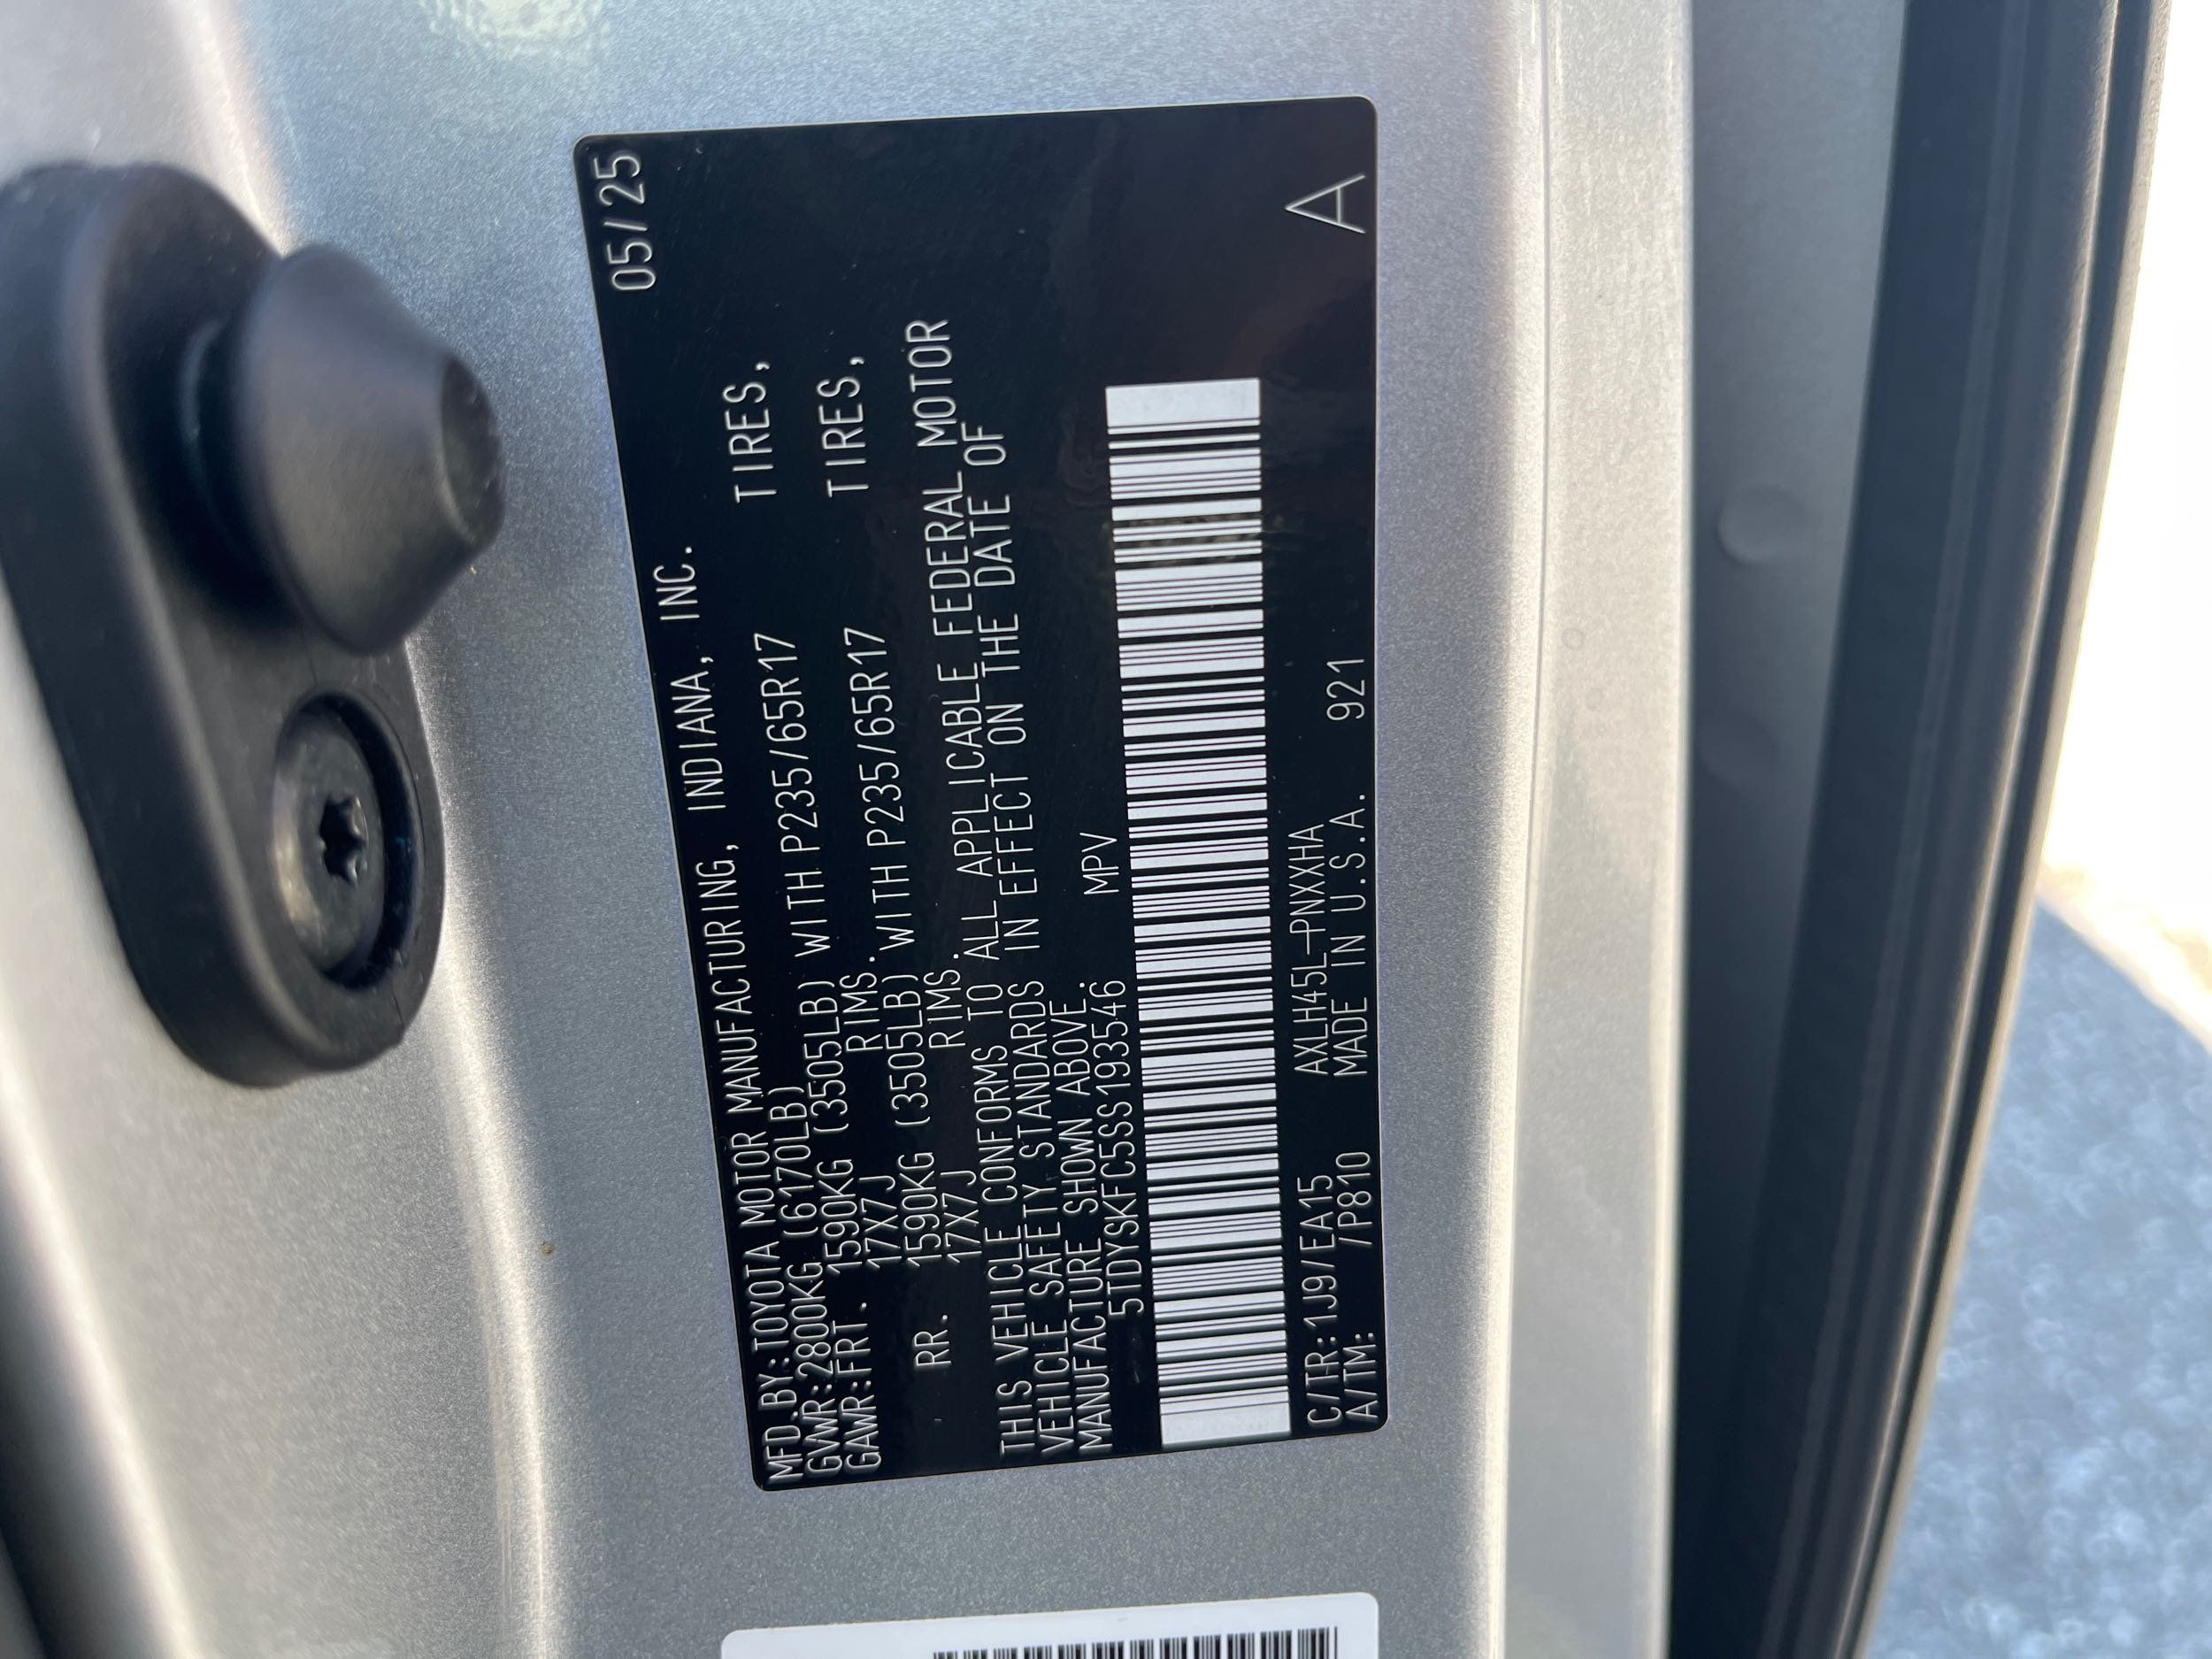 05/25
MFD.BY:TOYOTA MOTOR MANUFACTURING, INDIANA, INC.
GVWR:2800KG (6170LB)
GAWR:FRT. 1590KG (3505LB) WITH P235/65R17 TIRES,
17X7J RIMS.
RR. 1590KG (3505LB) WITH P235/65R17 TIRES,
17X7J RIMS.
THIS VEHICLE CONFORMS TO ALL APPLICABLE FEDERAL MOTOR
VEHICLE SAFETY STANDARDS IN EFFECT ON THE DATE OF
MANUFACTURE SHOWN ABOVE.
5TDYSKFC5SS193546 MPV
C/TR:1J9/EA15 AXLH45L-PNXXHA
A/TM: /P810 MADE IN U.S.A. 921 A